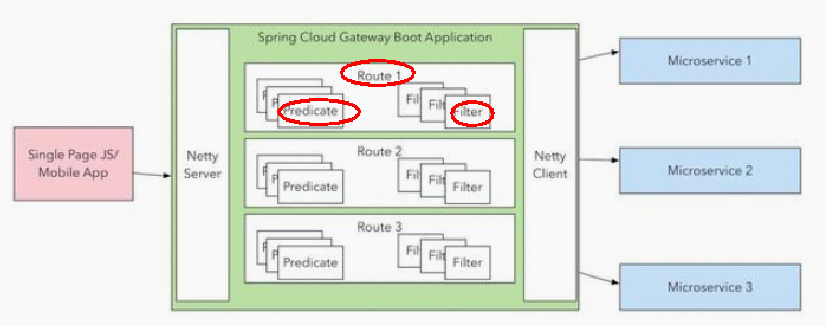 Spring Cloud Gateway Boot Application
Single Page JS/
Mobile App
Netty
Server
Route 1
Predicate
Fil
Filt
Filter
Route 2
Predicate
Fil
Filt
Filter
Route 3
Predicate
Fil
Filt
Filter
Netty
Client
Microservice 1
Microservice 2
Microservice 3